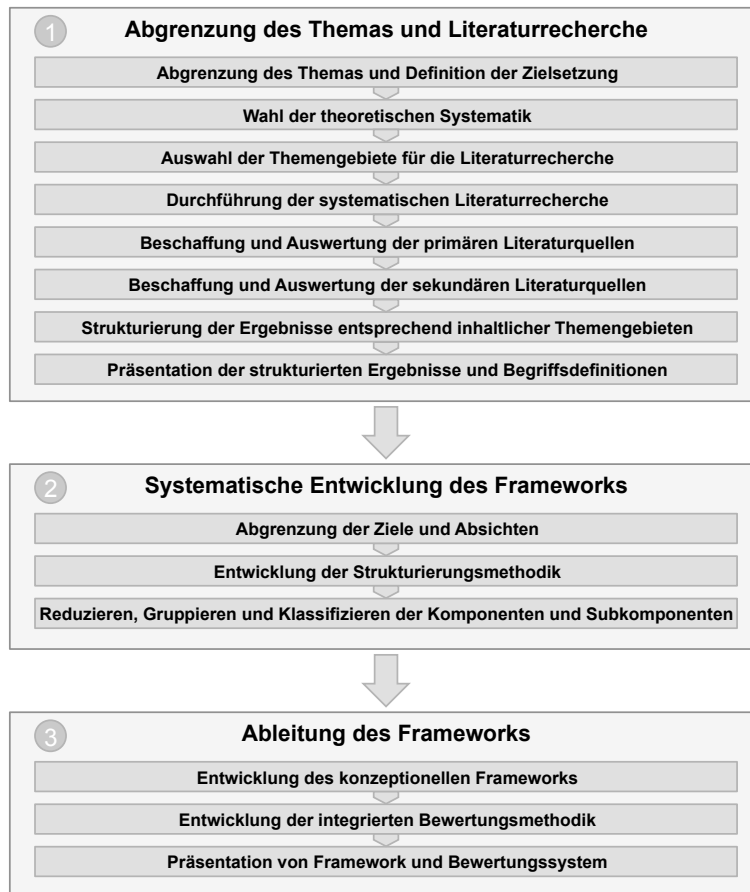 1 Abgrenzung des Themas und Literaturrecherche
Abgrenzung des Themas und Definition der Zielsetzung
Wahl der theoretischen Systematik
Auswahl der Themengebiete für die Literaturrecherche
Durchführung der systematischen Literaturrecherche
Beschaffung und Auswertung der primären Literaturquellen
Beschaffung und Auswertung der sekundären Literaturquellen
Strukturierung der Ergebnisse entsprechend inhaltlicher Themengebieten
Präsentation der strukturierten Ergebnisse und Begriffsdefinitionen
2 Systematische Entwicklung des Frameworks
Abgrenzung der Ziele und Absichten
Entwicklung der Strukturierungsmethodik
Reduzieren, Gruppieren und Klassifizieren der Komponenten und Subkomponenten
3 Ableitung des Frameworks
Entwicklung des konzeptionellen Frameworks
Entwicklung der integrierten Bewertungsmethodik
Präsentation von Framework und Bewertungssystem